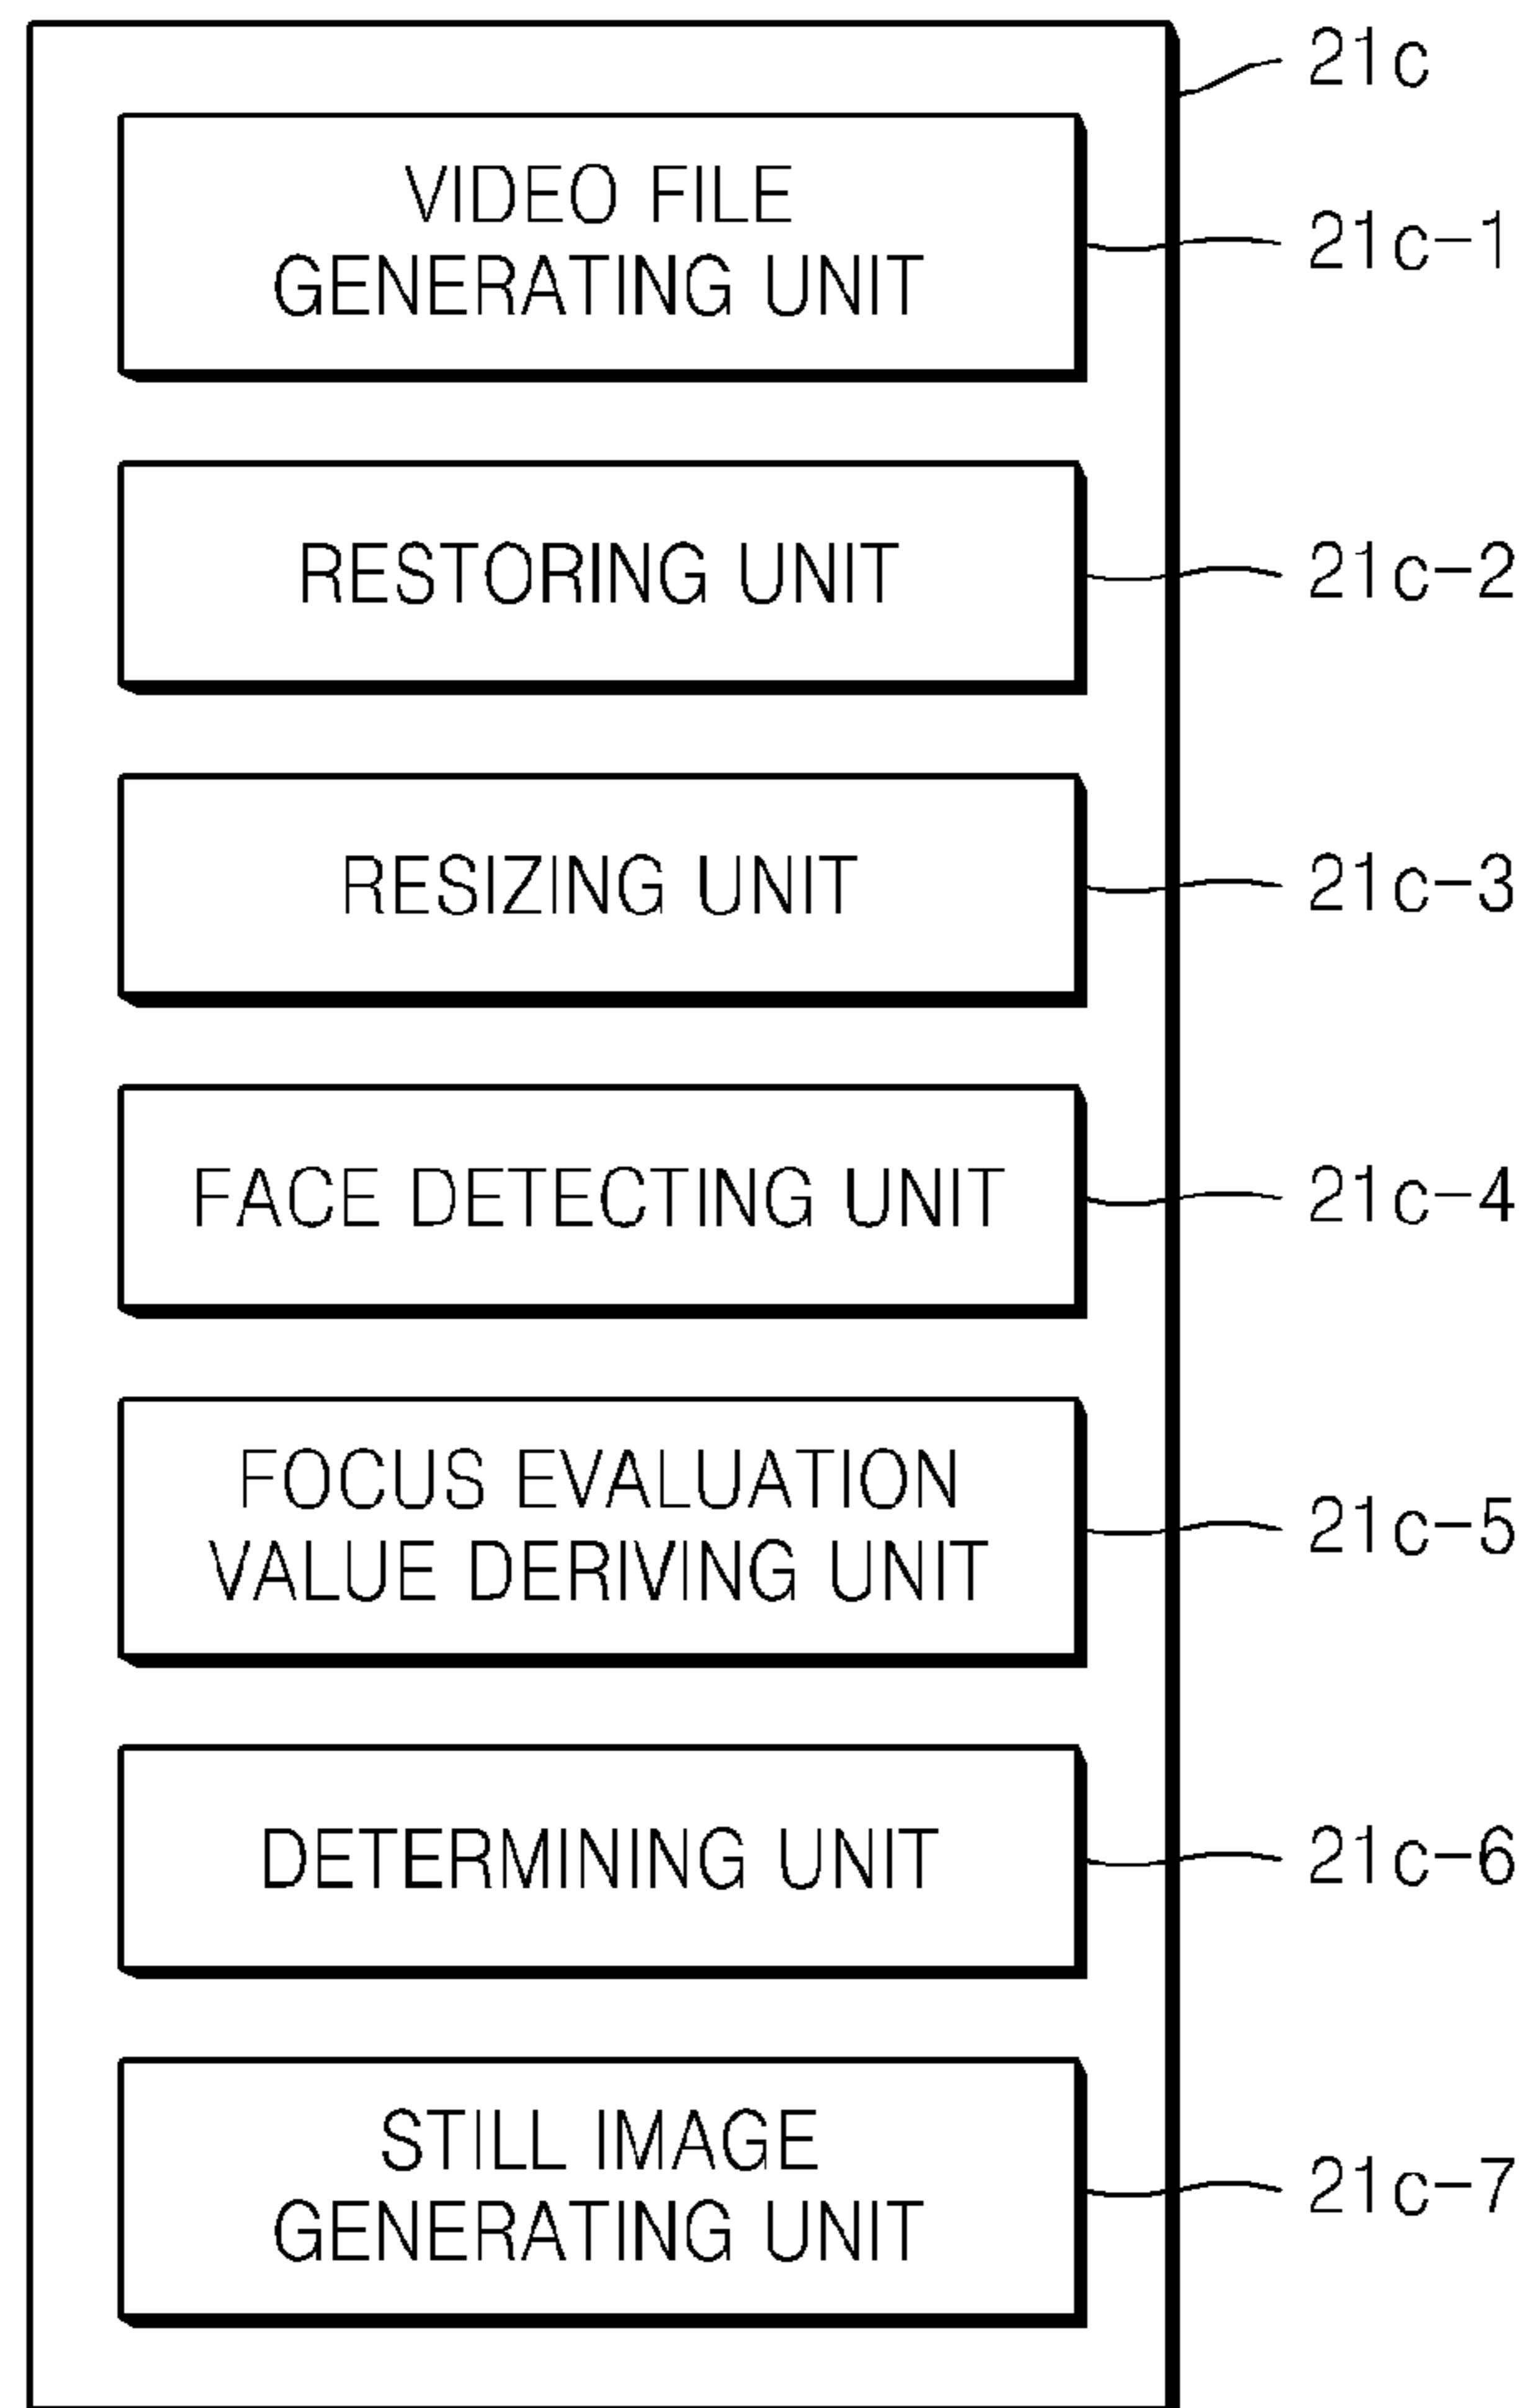 21c
VIDEO FILE
GENERATING UNIT
21c-1
RESTORING UNIT
21c-2
RESIZING UNIT
21c-3
FACE DETECTING UNIT
21c-4
FOCUS EVALUATION
VALUE DERIVING UNIT
21c-5
DETERMINING UNIT
21c-6
STILL IMAGE
GENERATING UNIT
21c-7